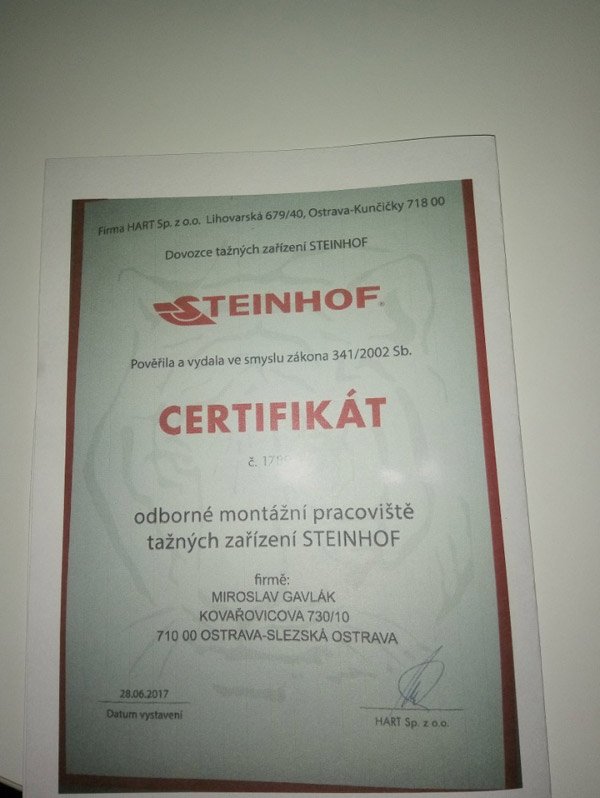 Firma HART Sp. z o.o. Lihovarská 679/40, Ostrava-Kunčičky 718 00
Dovozce tažných zařízení STEINHOF
STEINHOF®
Pověřila a vydala ve smyslu zákona 341/2002 Sb.
CERTIFIKÁT
č.
odborné montážní pracoviště
tažných zařízení STEINHOF
firmě:
MIROSLAV GAVLÁK
KOVAŘOVICOVA 730/10
710 00 OSTRAVA-SLEZSKÁ OSTRAVA
28.06.2017
Datum vystavení
HART Sp. z o.o.